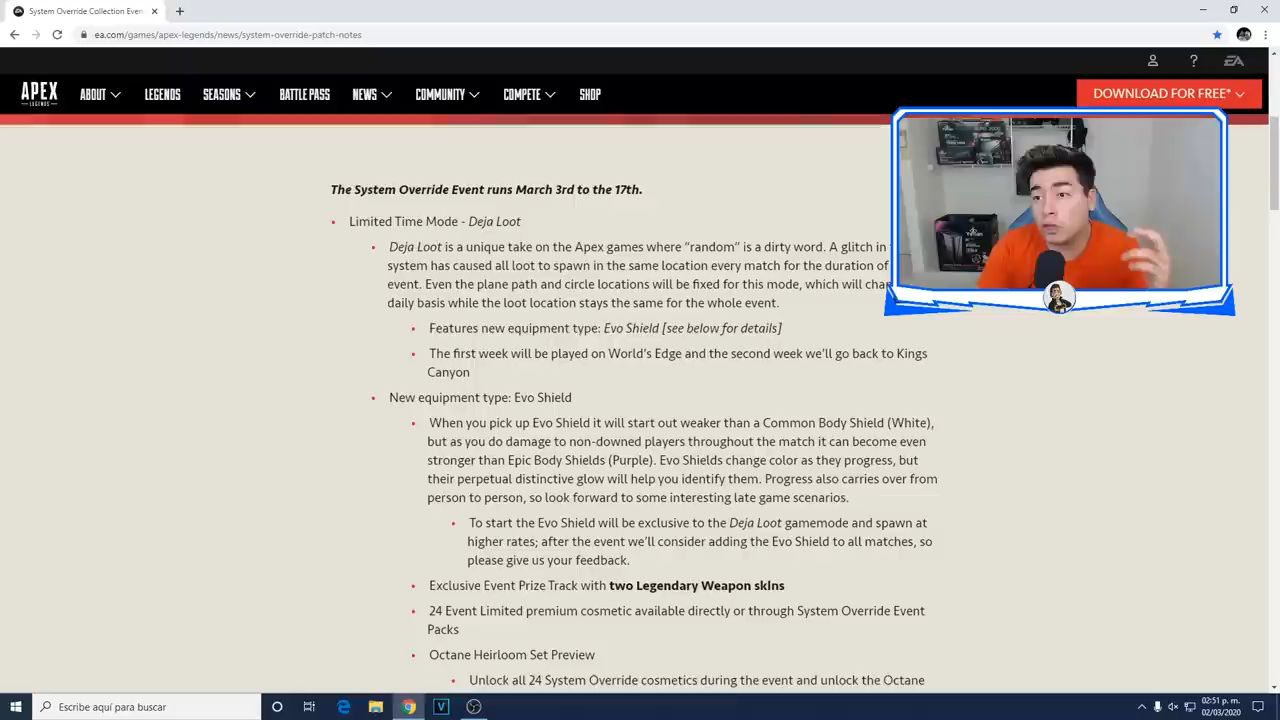 System Override Collection Even
ea.com/games/apex-legends/news/system-override-patch-notes
EA
APEX
LEGENDS
ABOUT
LEGENDS
SEASONS
BATTLE PASS
NEWS
COMMUNITY
COMPETE
SHOP
DOWNLOAD FOR FREE*
The System Override Event runs March 3rd to the 17th.
• Limited Time Mode - Deja Loot
• Deja Loot is a unique take on the Apex games where “random” is a dirty word. A glitch in
system has caused all loot to spawn in the same location every match for the duration of
event. Even the plane path and circle locations will be fixed for this mode, which will cha
daily basis while the loot location stays the same for the whole event.
• Features new equipment type: Evo Shield [see below for details]
• The first week will be played on World’s Edge and the second week we’ll go back to Kings
Canyon
• New equipment type: Evo Shield
• When you pick up Evo Shield it will start out weaker than a Common Body Shield (White),
but as you do damage to non-downed players throughout the match it can become even
stronger than Epic Body Shields (Purple). Evo Shields change color as they progress, but
their perpetual distinctive glow will help you identify them. Progress also carries over from
person to person, so look forward to some interesting late game scenarios.
• To start the Evo Shield will be exclusive to the Deja Loot gamemode and spawn at
higher rates; after the event we’ll consider adding the Evo Shield to all matches, so
please give us your feedback.
• Exclusive Event Prize Track with two Legendary Weapon skins
• 24 Event Limited premium cosmetic available directly or through System Override Event
Packs
• Octane Heirloom Set Preview
• Unlock all 24 System Override cosmetics during the event and unlock the Octane
Escribe aquí para buscar
02:51 p. m.
02/03/2020